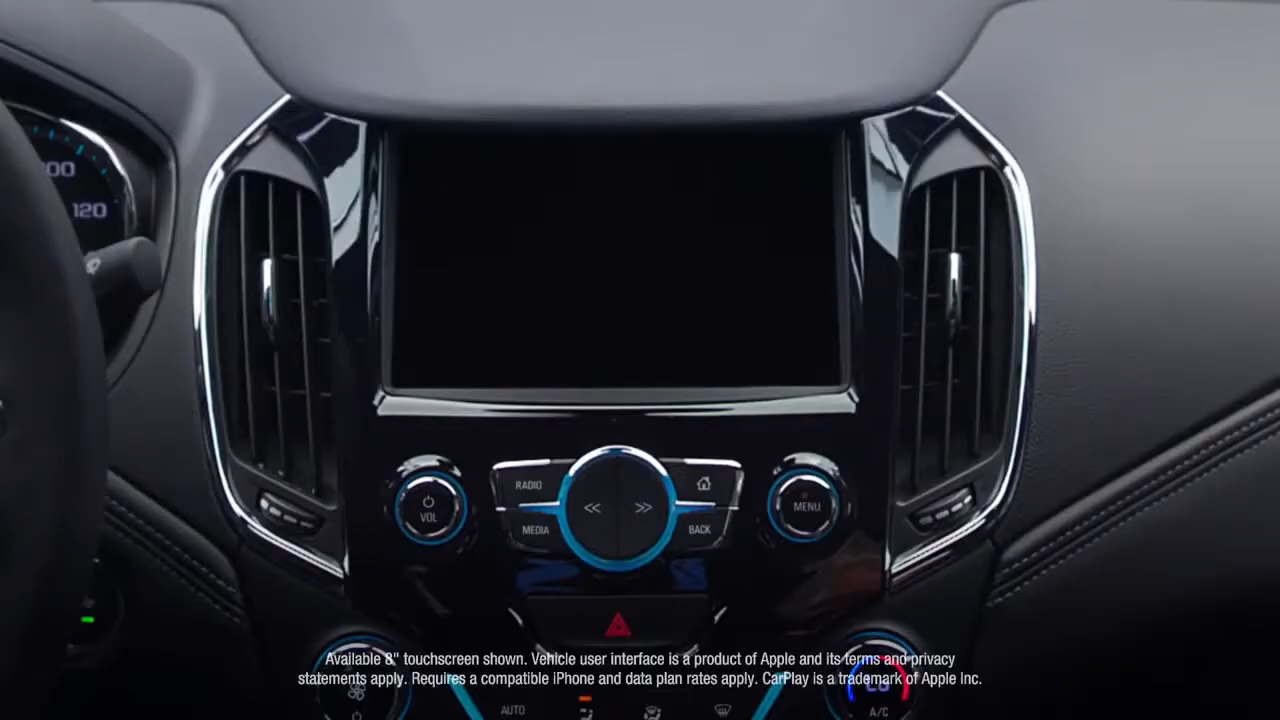 120
RADIO
VOL
MENU
MEDIA
BACK
Available 8" touchscreen shown. Vehicle user interface is a product of Apple and its terms and privacy
statements apply. Requires a compatible iPhone and data plan rates apply. CarPlay is a trademark of Apple Inc.
AUTO
A/C